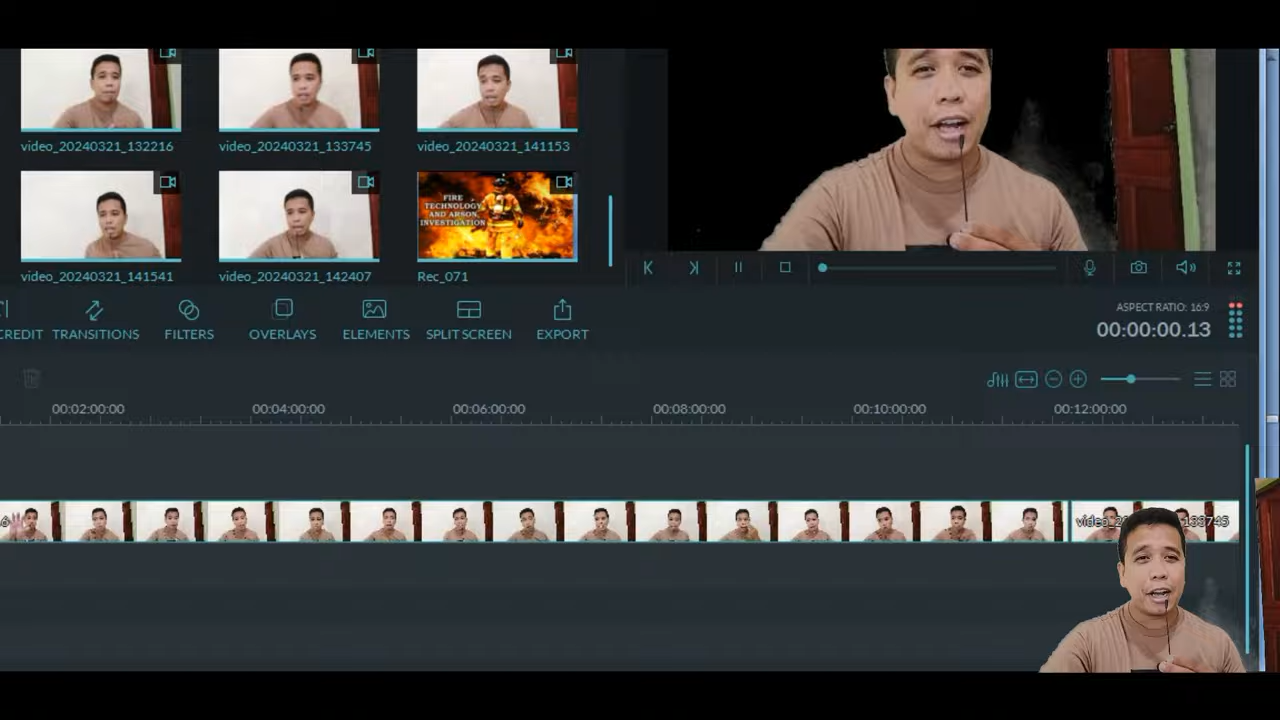 video_20240321_132216
video_20240321_133745
video_20240321_141153
FIRE
TECHNOLOGY
AND ARSON
INVESTIGATION
video_20240321_141541
video_20240321_142407
Rec_071
CREDIT
TRANSITIONS
FILTERS
OVERLAYS
ELEMENTS
SPLIT SCREEN
EXPORT
ASPECT RATIO: 16:9
00:00:00.13
00:02:00:00
00:04:00:00
00:06:00:00
00:08:00:00
00:10:00:00
00:12:00:00
6